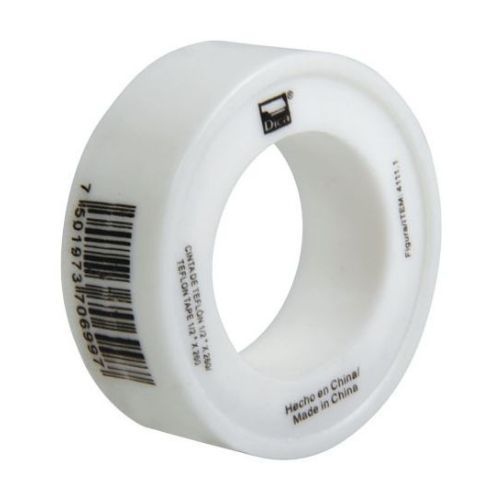 Dica®
Figura/ITEM: 4111.1
CINTA DE TEFLÓN 1/2" X 260/
TEFLON TAPE 1/2" X 260
Hecho en China/
Made in China
7 501973 706997